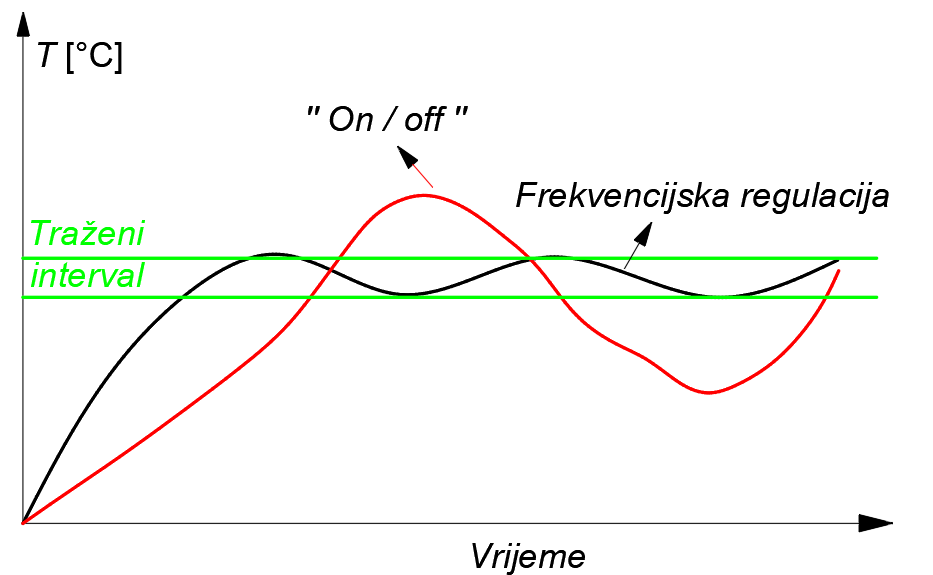 T [°C]
" On / off "
Frekvencijska regulacija
Traženi
interval
Vrijeme